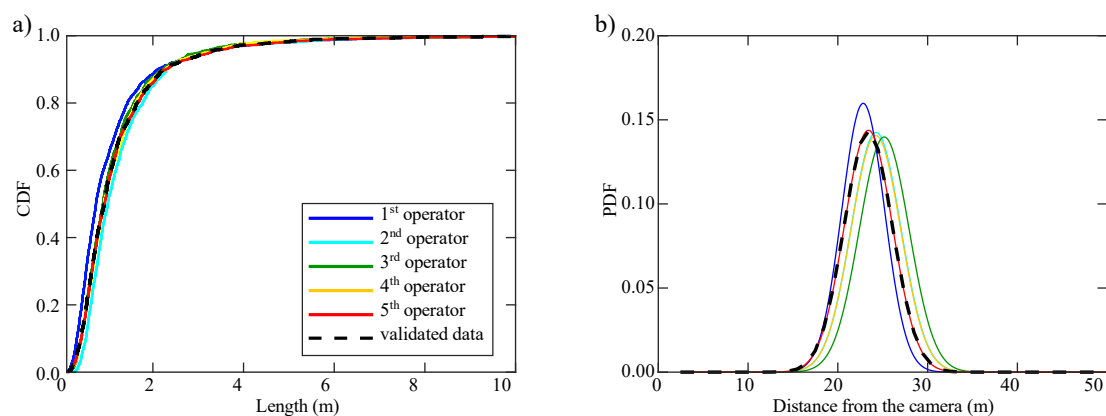 a)
1.0
0.8
0.6
0.4
0.2
0.0
CDF
0 2 4 6 8 10
Length (m)
1st operator
2nd operator
3rd operator
4th operator
5th operator
validated data
b)
0.20
0.15
0.10
0.05
0.00
PDF
0 10 20 30 40 50
Distance from the camera (m)